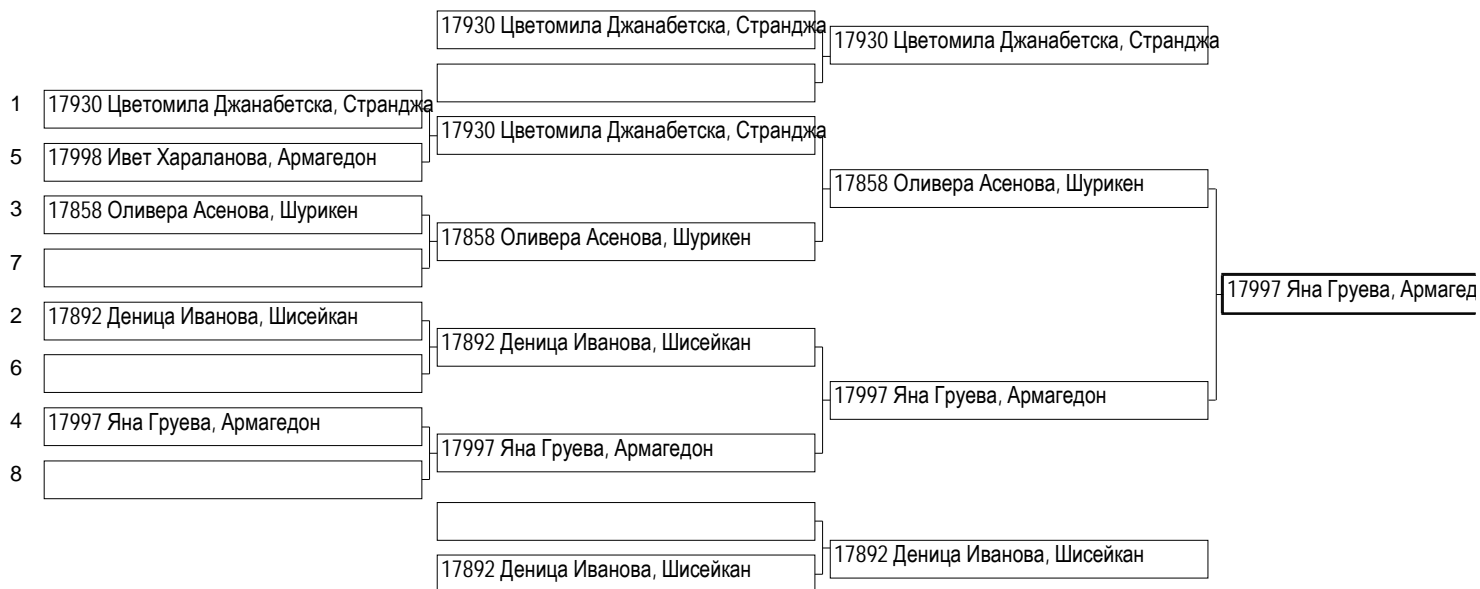 17930 Цветомила Джанабетска, Странджа
17930 Цветомила Джанабетска, Странджа
1 17930 Цветомила Джанабетска, Странджа
17930 Цветомила Джанабетска, Странджа
5 17998 Ивет Хараланова, Армагедон
17858 Оливера Асенова, Шурикен
3 17858 Оливера Асенова, Шурикен
17858 Оливера Асенова, Шурикен
7
17997 Яна Груева, Армагед
2 17892 Деница Иванова, Шисейкан
17892 Деница Иванова, Шисейкан
6
17997 Яна Груева, Армагедон
4 17997 Яна Груева, Армагедон
17997 Яна Груева, Армагедон
8
17892 Деница Иванова, Шисейкан
17892 Деница Иванова, Шисейкан